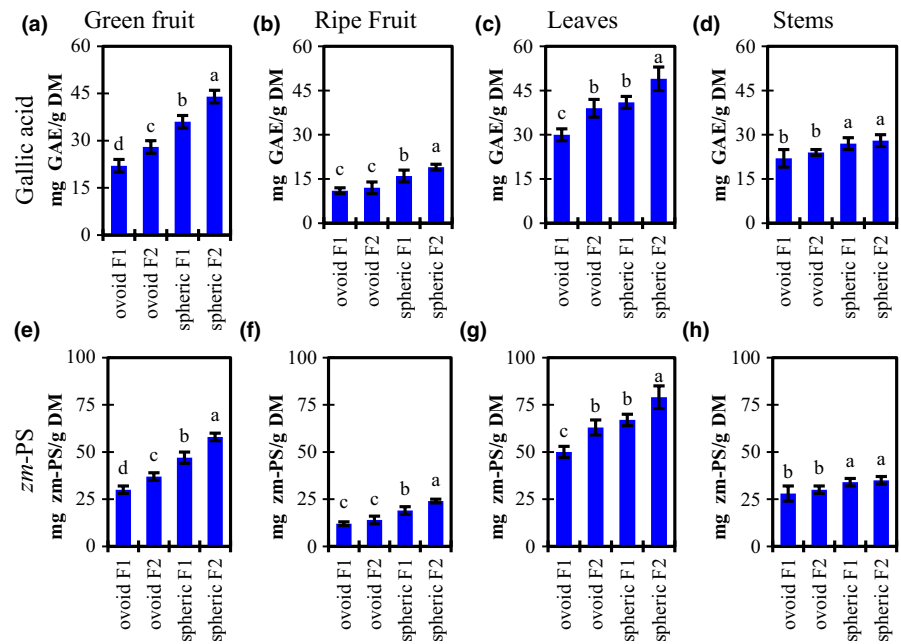 (a) Green fruit
(b) Ripe Fruit
(c) Leaves
(d) Stems
Gallic acid
mg GAE/g DM
60
45
30
15
0
d c b a
ovoid F1
ovoid F2
spheric F1
spheric F2
mg GAE/g DM
60
45
30
15
0
c c b a
ovoid F1
ovoid F2
spheric F1
spheric F2
mg GAE/g DM
60
45
30
15
0
c b b a
ovoid F1
ovoid F2
spheric F1
spheric F2
mg GAE/g DM
60
45
30
15
0
b b a a
ovoid F1
ovoid F2
spheric F1
spheric F2
(e)
zm-PS
mg zm-PS/g DM
100
75
50
25
0
d c b a
ovoid F1
ovoid F2
spheric F1
spheric F2
(f)
mg zm-PS/g DM
100
75
50
25
0
c c b a
ovoid F1
ovoid F2
spheric F1
spheric F2
(g)
mg zm-PS/g DM
100
75
50
25
0
c b b a
ovoid F1
ovoid F2
spheric F1
spheric F2
(h)
mg zm-PS/g DM
100
75
50
25
0
b b a a
ovoid F1
ovoid F2
spheric F1
spheric F2